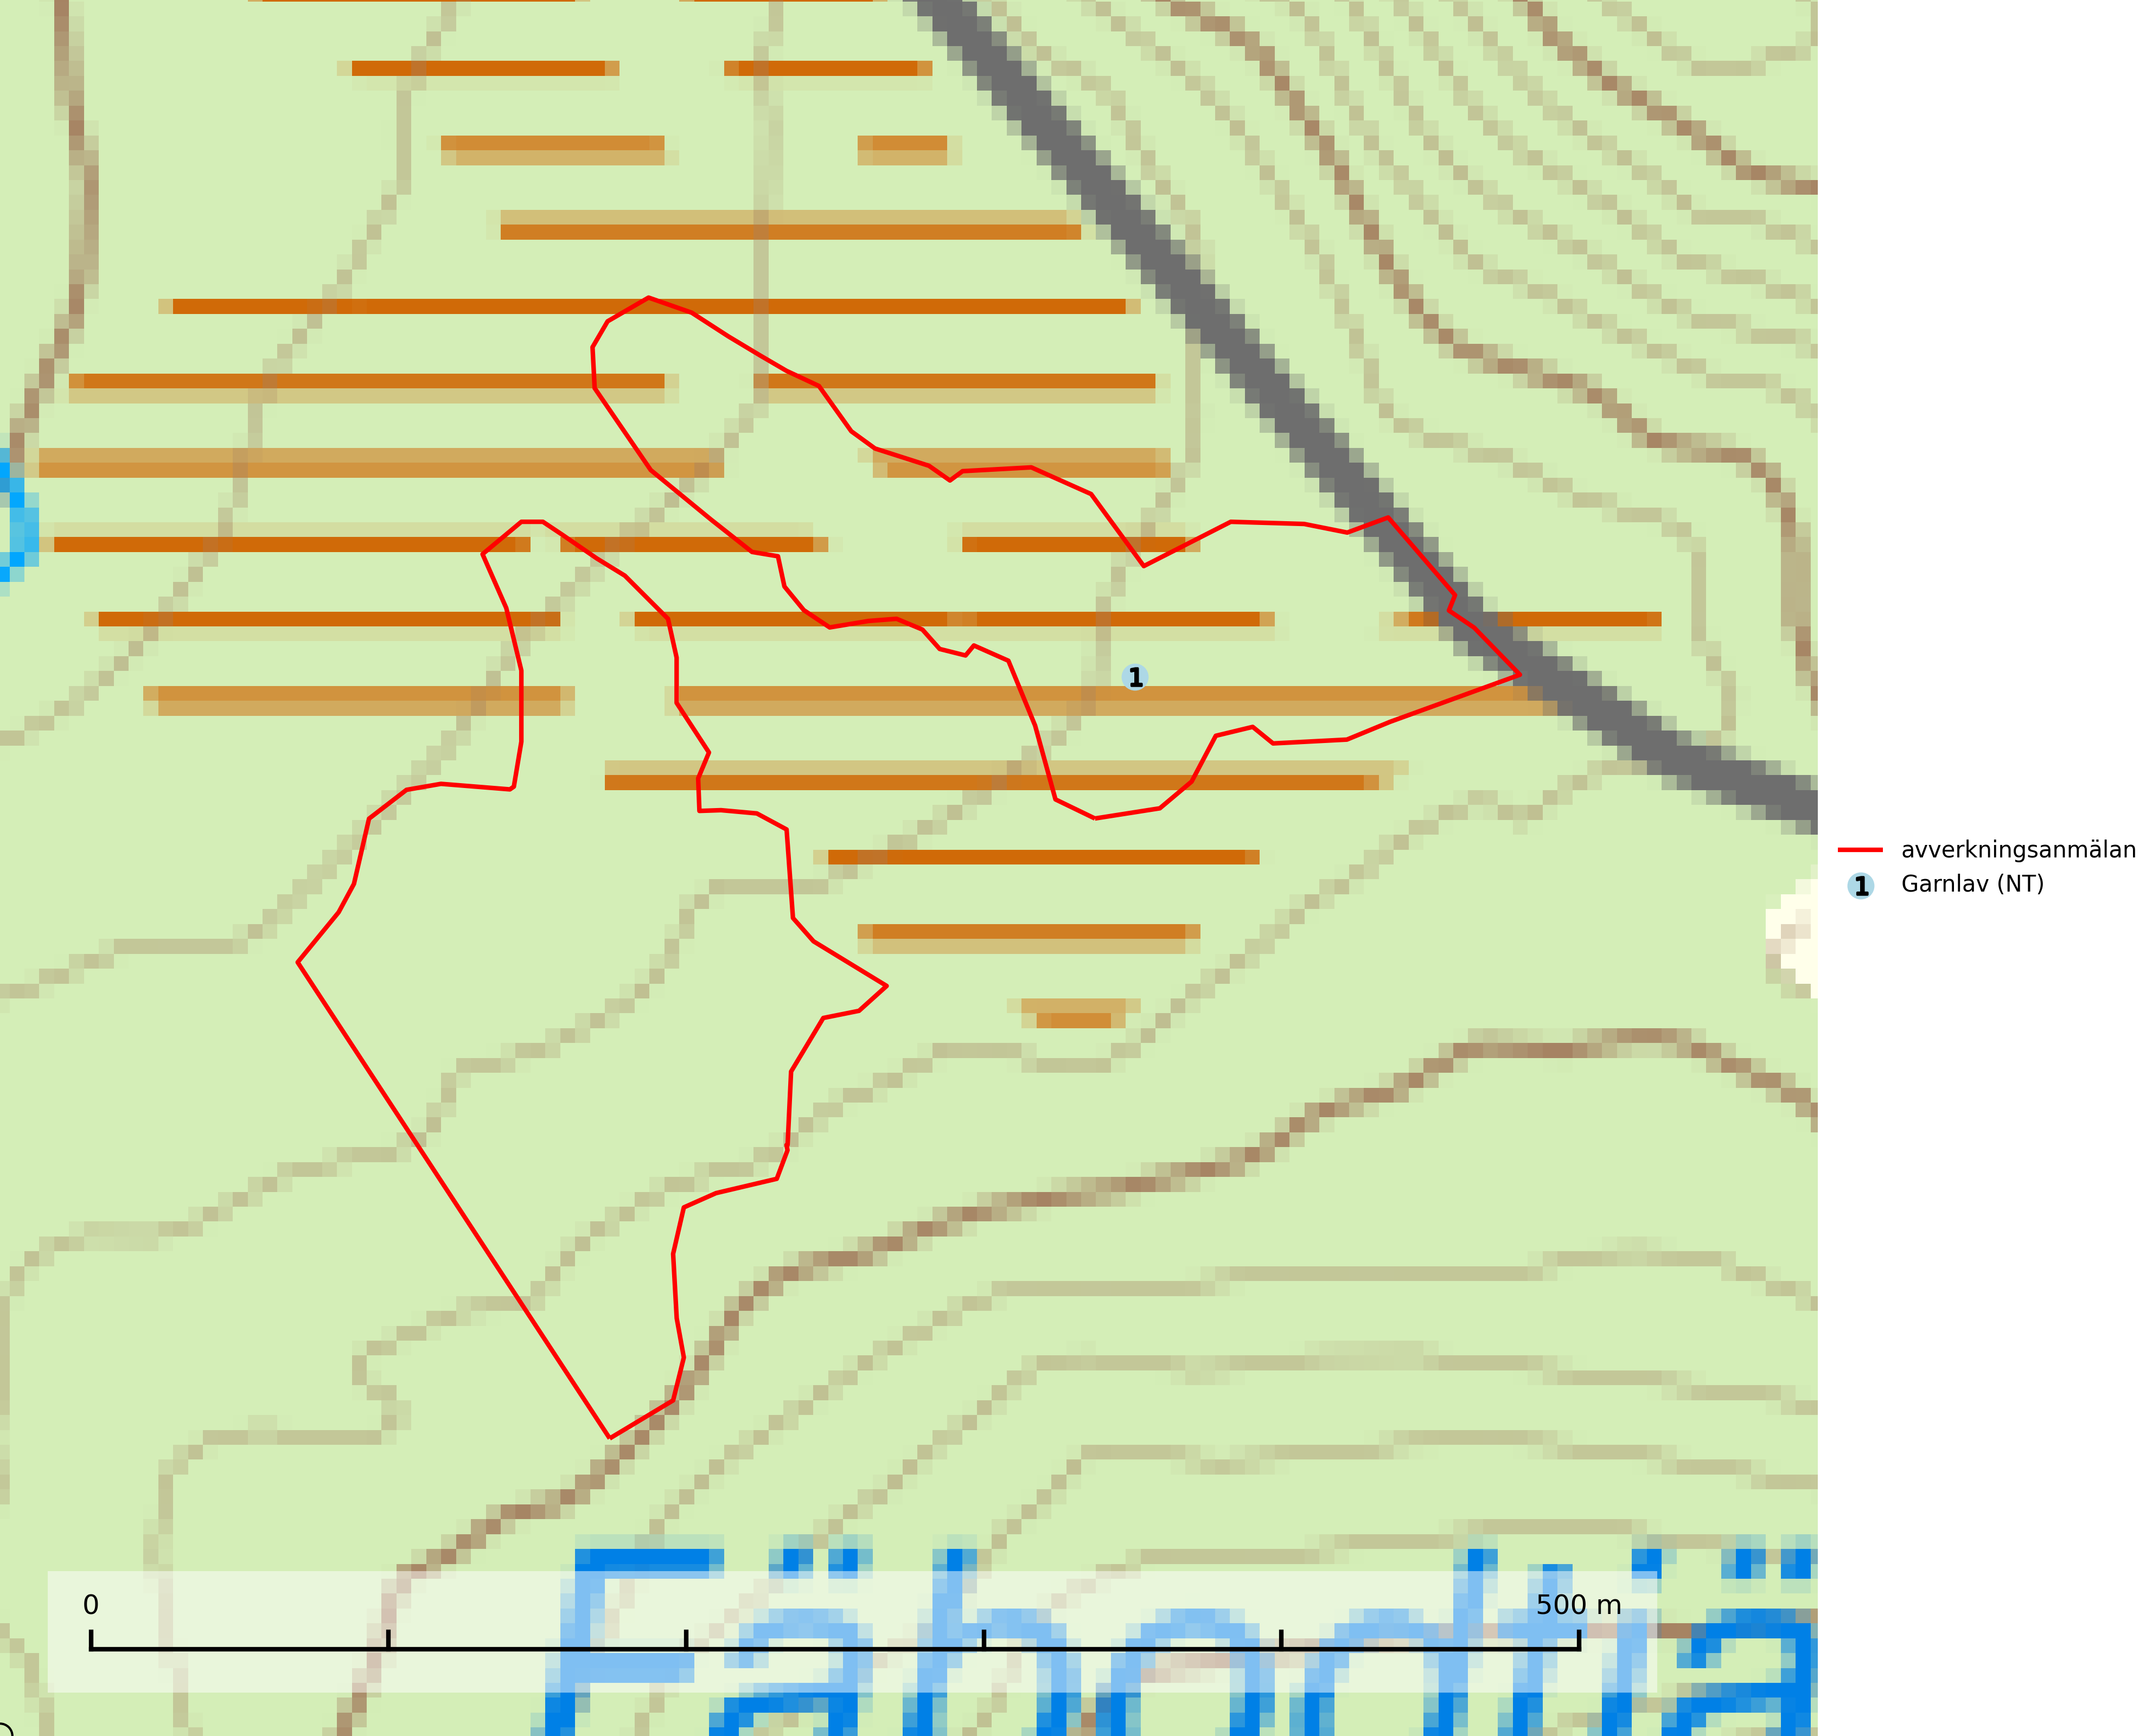 1
avverkningsanmälan
1 Garnlav (NT)
0 500 m